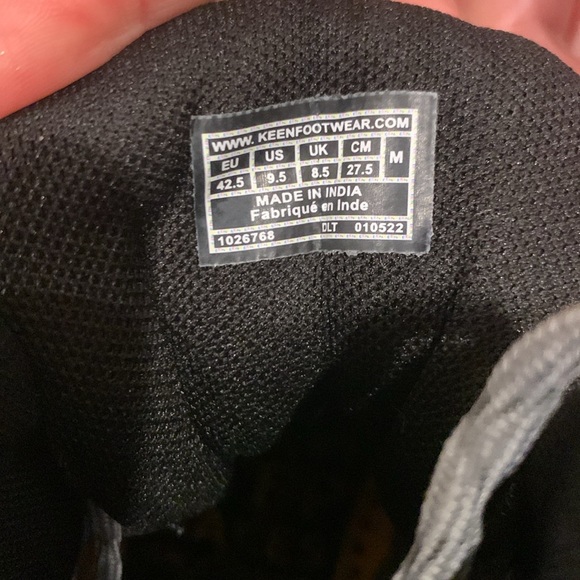 WWW. KEENFOOTWEAR.COM
EU US UK CM M
42.5 9.5 8.5 27.5
MADE IN INDIA
Fabriqué en Inde
1026768 DLT 010522